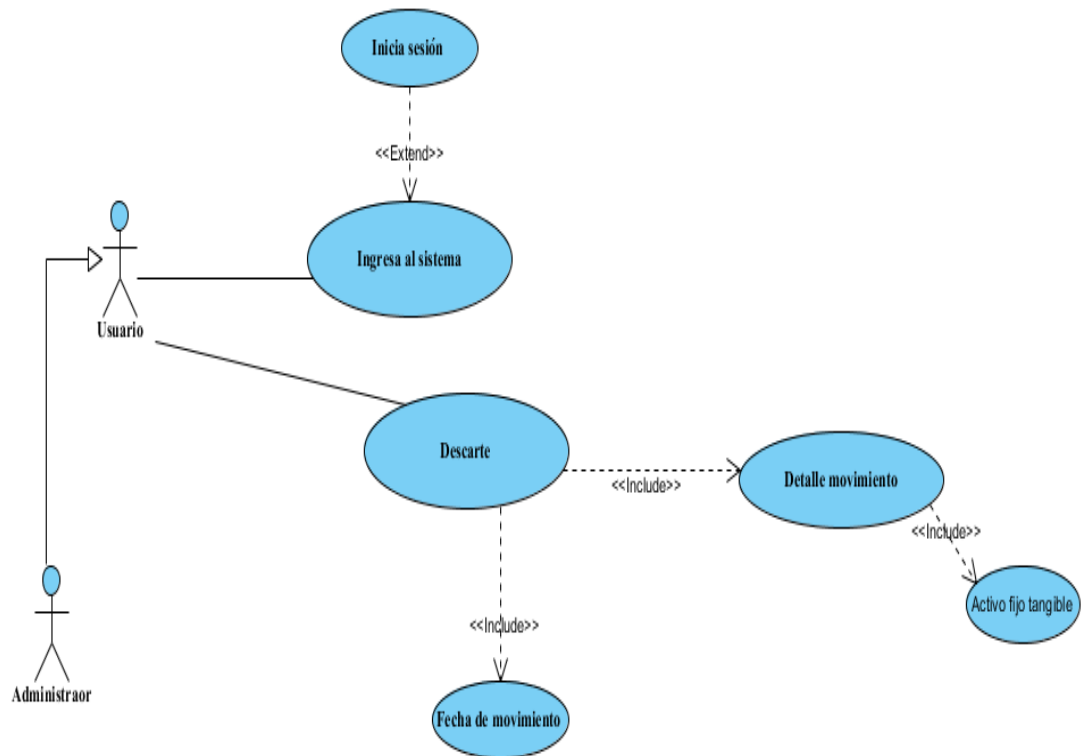 Inicia sesión
<<Extend>>
Ingresa al sistema
Usuario
Descarte
<<Include>>
Detalle movimiento
<<Include>>
Activo fijo tangible
<<Include>>
Administraor
Fecha de movimiento